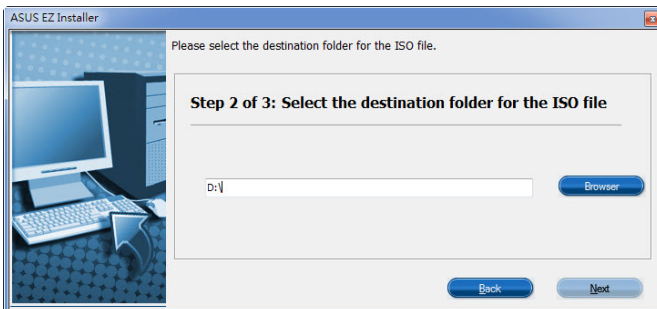 ASUS EZ Installer
Please select the destination folder for the ISO file.
Step 2 of 3: Select the destination folder for the ISO file
D:\
Browser
Back
Next